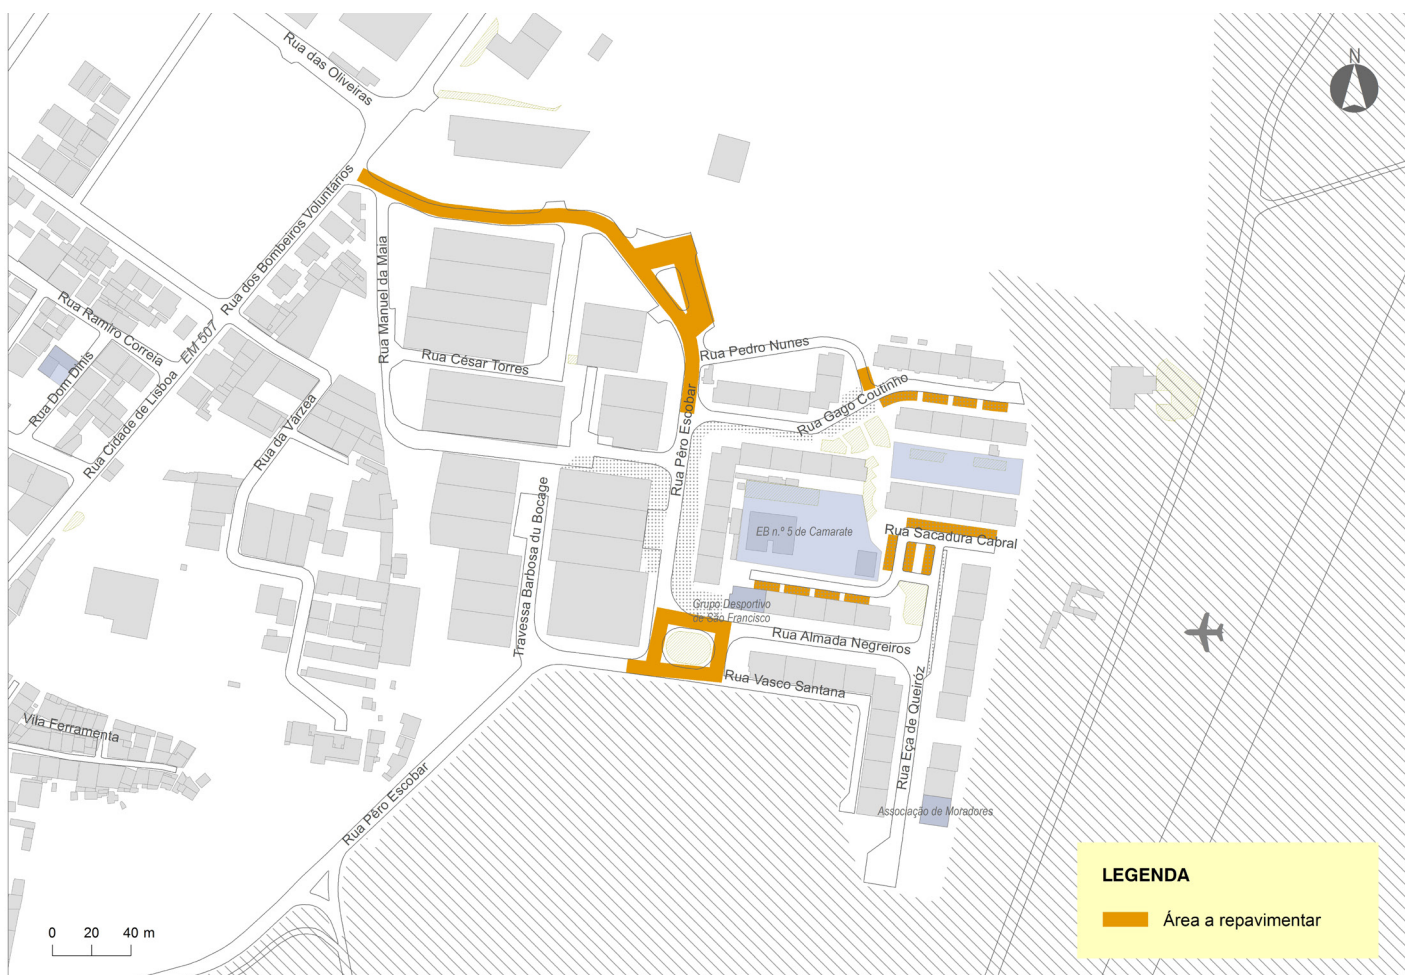 Rua das Oliveiras
N
Rua dos Bombeiros Voluntários
Rua Manuel da Maia
Rua Ramiro Correia
EM 507
Rua Dom Dinis
Rua Cidade de Lisboa
Rua da Várzea
Rua César Torres
Rua Pedro Nunes
Rua Gago Coutinho
Rua Pêro Escobar
Travessa Barbosa du Bocage
EB n.º 5 de Camarate
Rua Sacadura Cabral
Grupo Desportivo
de São Francisco
Rua Almada Negreiros
Rua Vasco Santana
Rua Eça de Queiróz
Vila Ferramenta
Rua Pêro Escobar
Associação de Moradores
LEGENDA
Área a repavimentar
0 20 40 m